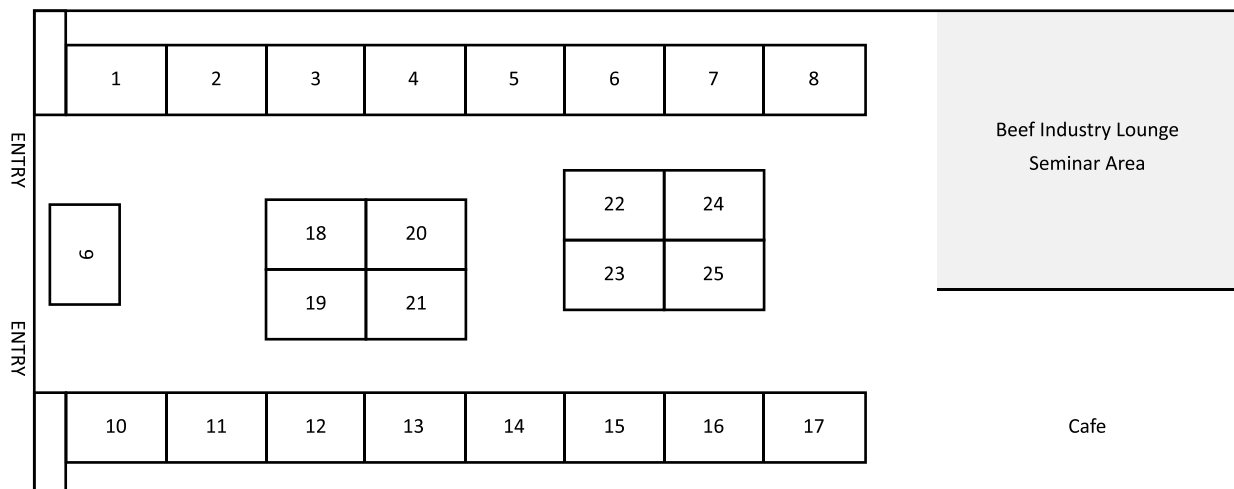 1 2 3 4 5 6 7 8
Beef Industry Lounge
Seminar Area
ENTRY
9
18 20
19 21
22 24
23 25
ENTRY
10 11 12 13 14 15 16 17
Cafe